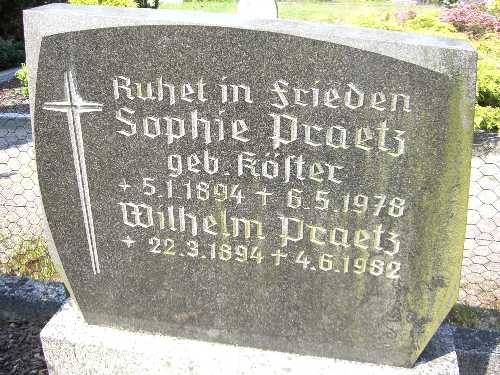 Ruhet in Frieden
Sophie Praetz
geb. Köster
+ 5.1.1894 + 6.5.1978
Wilhelm Praetz
+ 22.3.1894 + 4.6.1982